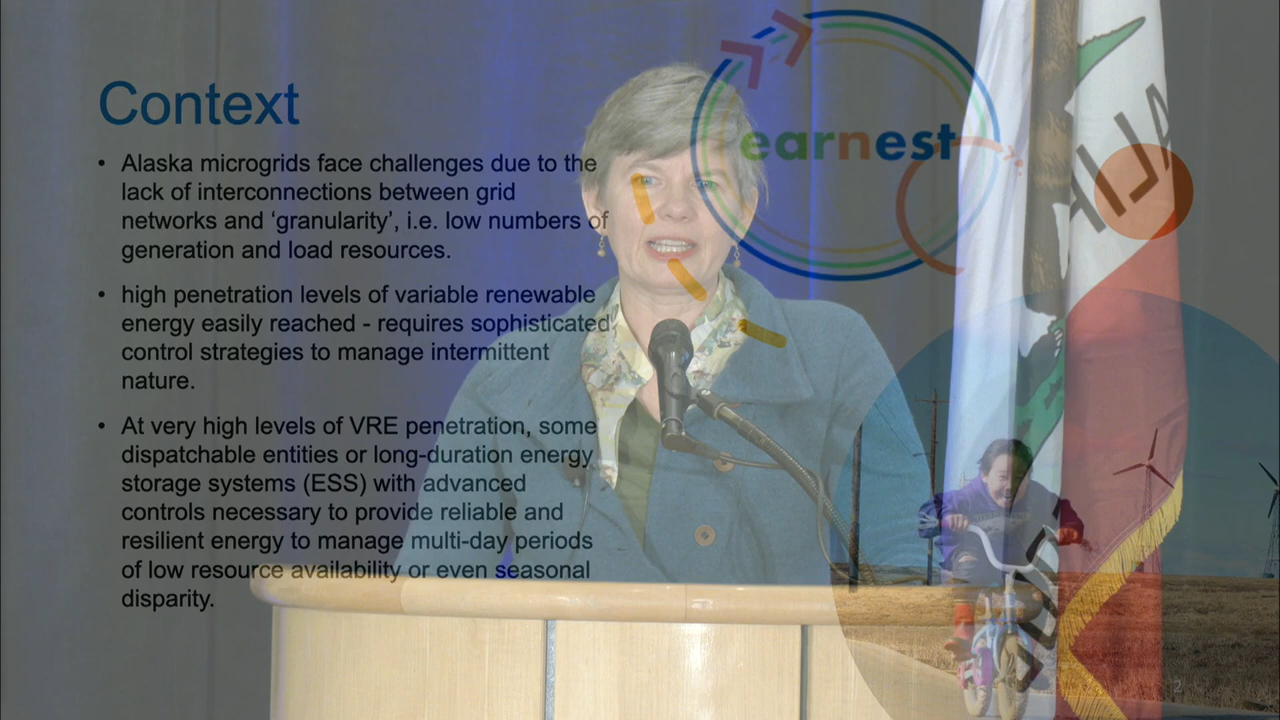 Context
• Alaska microgrids face challenges due to the
lack of interconnections between grid
networks and ‘granularity’, i.e. low numbers of
generation and load resources.
• high penetration levels of variable renewable
energy easily reached - requires sophisticated
control strategies to manage intermittent
nature.
• At very high levels of VRE penetration, some
dispatchable entities or long-duration energy
storage systems (ESS) with advanced
controls necessary to provide reliable and
resilient energy to manage multi-day periods
of low resource availability or even seasonal
disparity.
earnest
2